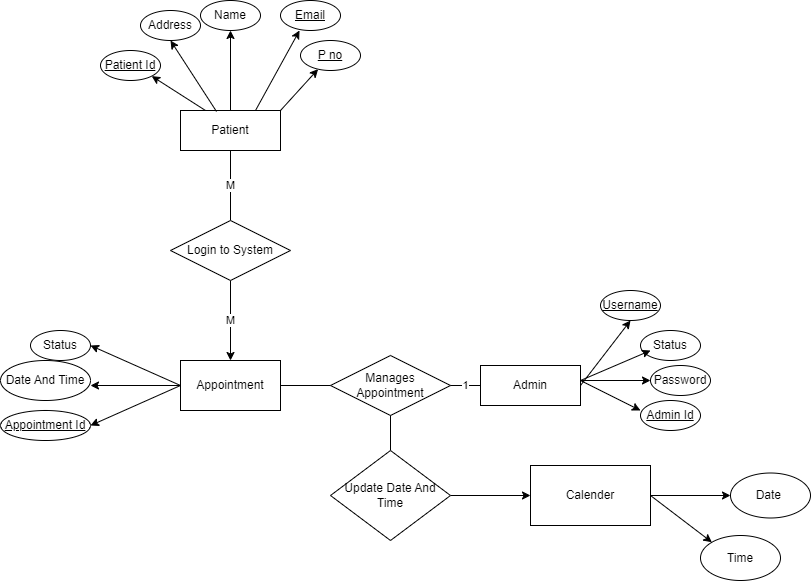 Name
Email
Address
P no
Patient Id
Patient
M
Login to System
M
Username
Status
Status
Date And Time
Appointment
Manages
Appointment
1
Admin
Password
Appointment Id
Admin Id
Update Date And
Time
Calender
Date
Time